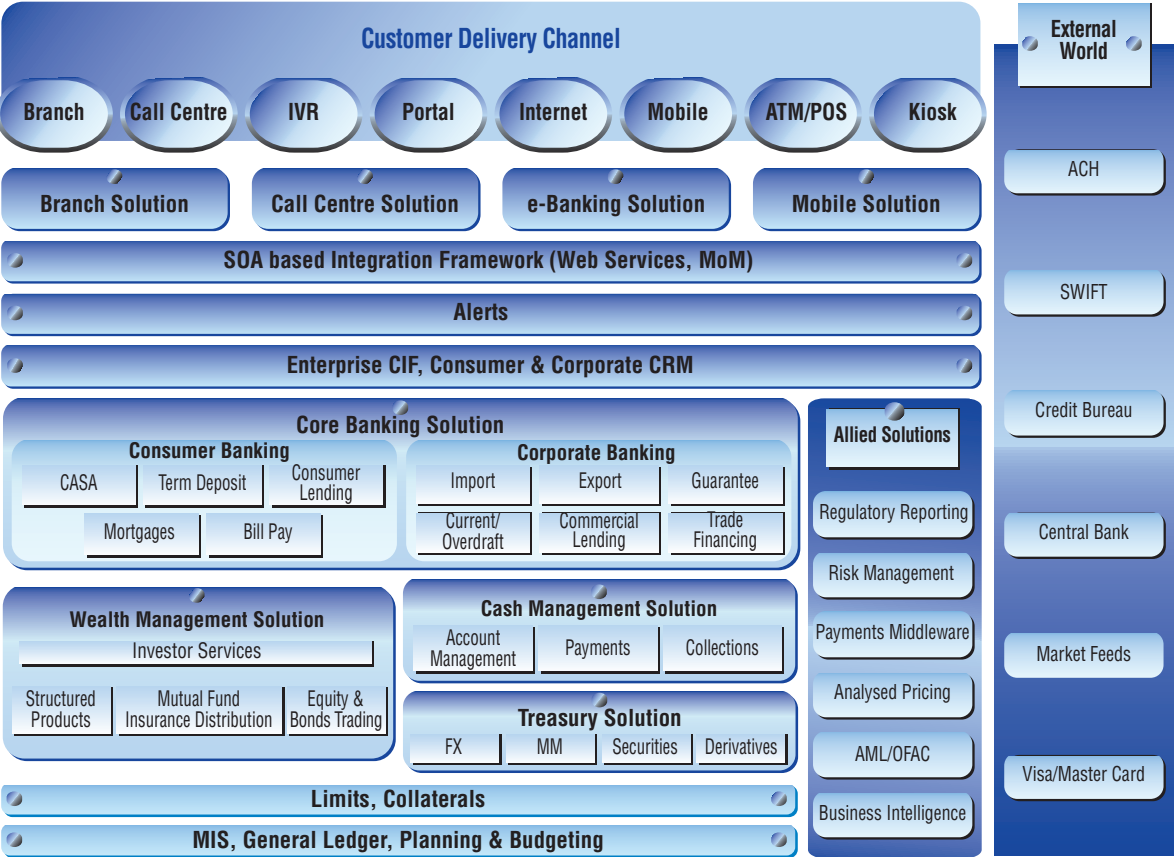 Customer Delivery Channel
Branch
Call Centre
IVR
Portal
Internet
Mobile
ATM/POS
Kiosk
Branch Solution
Call Centre Solution
e-Banking Solution
Mobile Solution
SOA based Integration Framework (Web Services, MoM)
Alerts
Enterprise CIF, Consumer & Corporate CRM
Core Banking Solution
Consumer Banking
CASA
Term Deposit
Consumer
Lending
Mortgages
Bill Pay
Corporate Banking
Import
Export
Guarantee
Current/
Overdraft
Commercial
Lending
Trade
Financing
Wealth Management Solution
Investor Services
Structured
Products
Mutual Fund
Insurance Distribution
Equity &
Bonds Trading
Cash Management Solution
Account
Management
Payments
Collections
Treasury Solution
FX
MM
Securities
Derivatives
Limits, Collaterals
MIS, General Ledger, Planning & Budgeting
Allied Solutions
Regulatory Reporting
Risk Management
Payments Middleware
Analysed Pricing
AML/OFAC
Business Intelligence
External
World
ACH
SWIFT
Credit Bureau
Central Bank
Market Feeds
Visa/Master Card